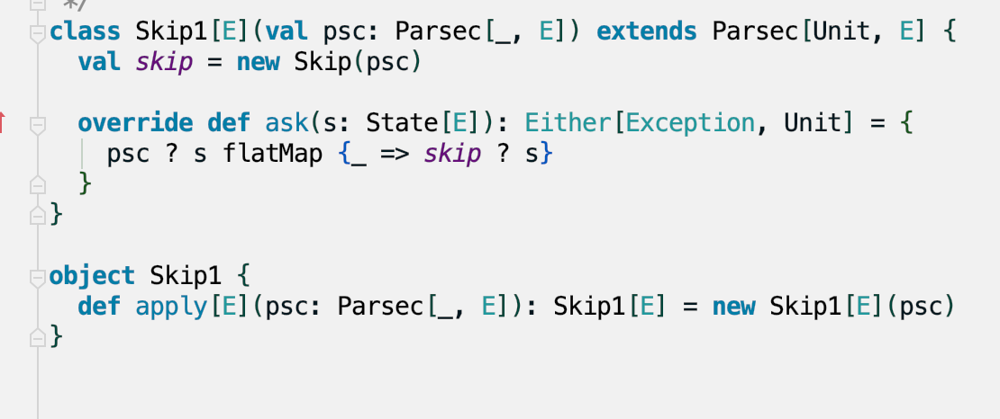 */
class Skip1[E](val psc: Parsec[_, E]) extends Parsec[Unit, E] {
  val skip = new Skip(psc)

  override def ask(s: State[E]): Either[Exception, Unit] = {
    psc ? s flatMap {_ => skip ? s}
  }
}

object Skip1 {
  def apply[E](psc: Parsec[_, E]): Skip1[E] = new Skip1[E](psc)
}